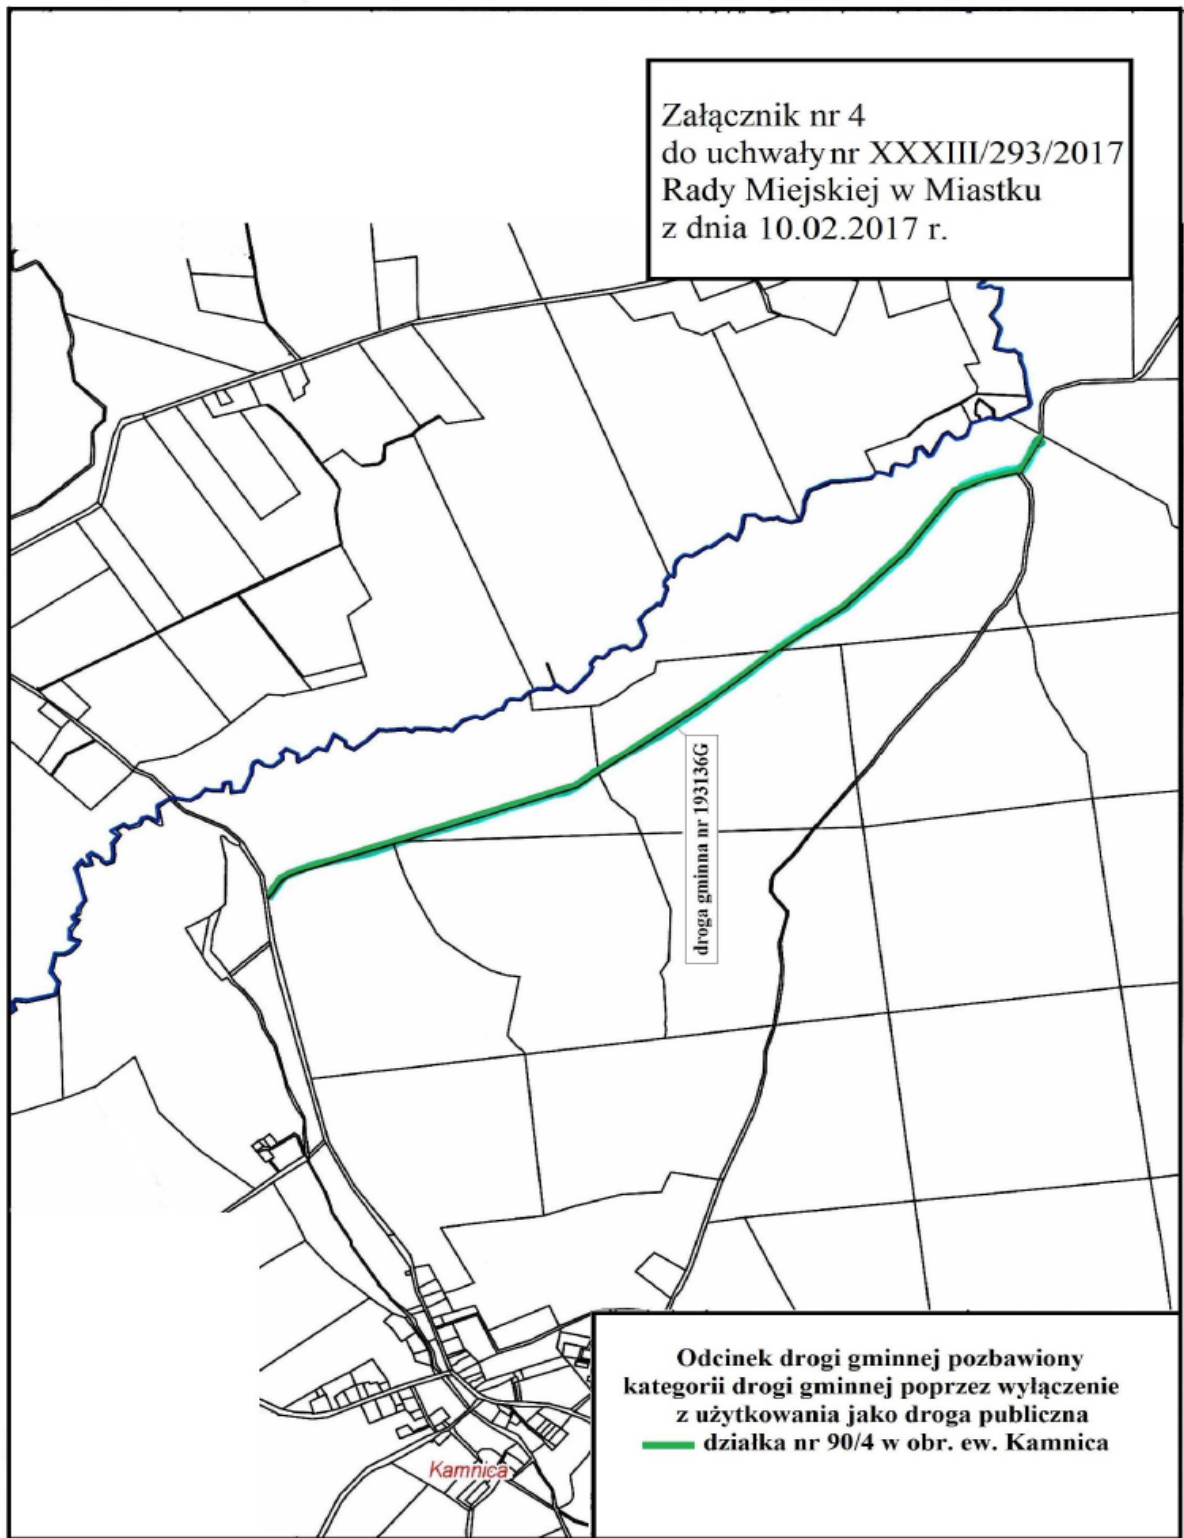 Załącznik nr 4
do uchwały nr XXXIII/293/2017
Rady Miejskiej w Miastku
z dnia 10.02.2017 r.
droga gminna nr 193136G
Odcinek drogi gminnej pozbawiony
kategorii drogi gminnej poprzez wyłączenie
z użytkowania jako droga publiczna
działka nr 90/4 w obr. ew. Kamnica
Kamnica